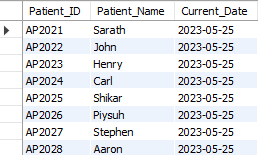 Patient_ID Patient_Name Current_Date
AP2021 Sarath 2023-05-25
AP2022 John 2023-05-25
AP2023 Henry 2023-05-25
AP2024 Carl 2023-05-25
AP2025 Shikar 2023-05-25
AP2026 Piysuh 2023-05-25
AP2027 Stephen 2023-05-25
AP2028 Aaron 2023-05-25